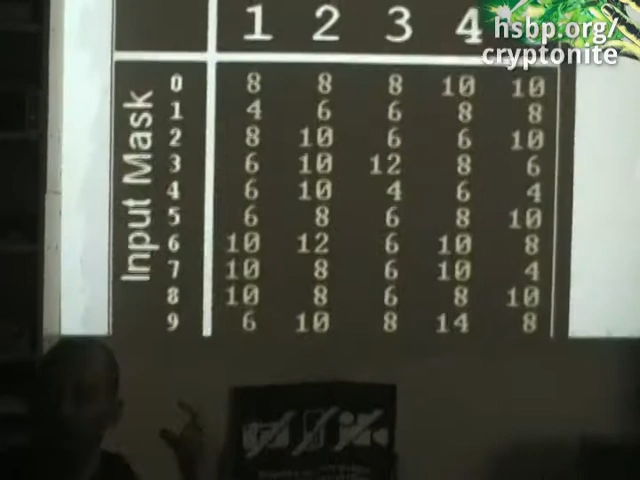 1 2 3 4
hsbp.org/
cryptonite
Input Mask
0 8 8 8 10 10
1 4 6 6 8 8
2 8 10 6 6 10
3 6 10 12 8 6
4 6 10 4 6 4
5 6 8 6 8 10
6 10 12 6 10 8
7 10 8 6 10 4
8 10 8 6 8 10
9 6 10 8 14 8